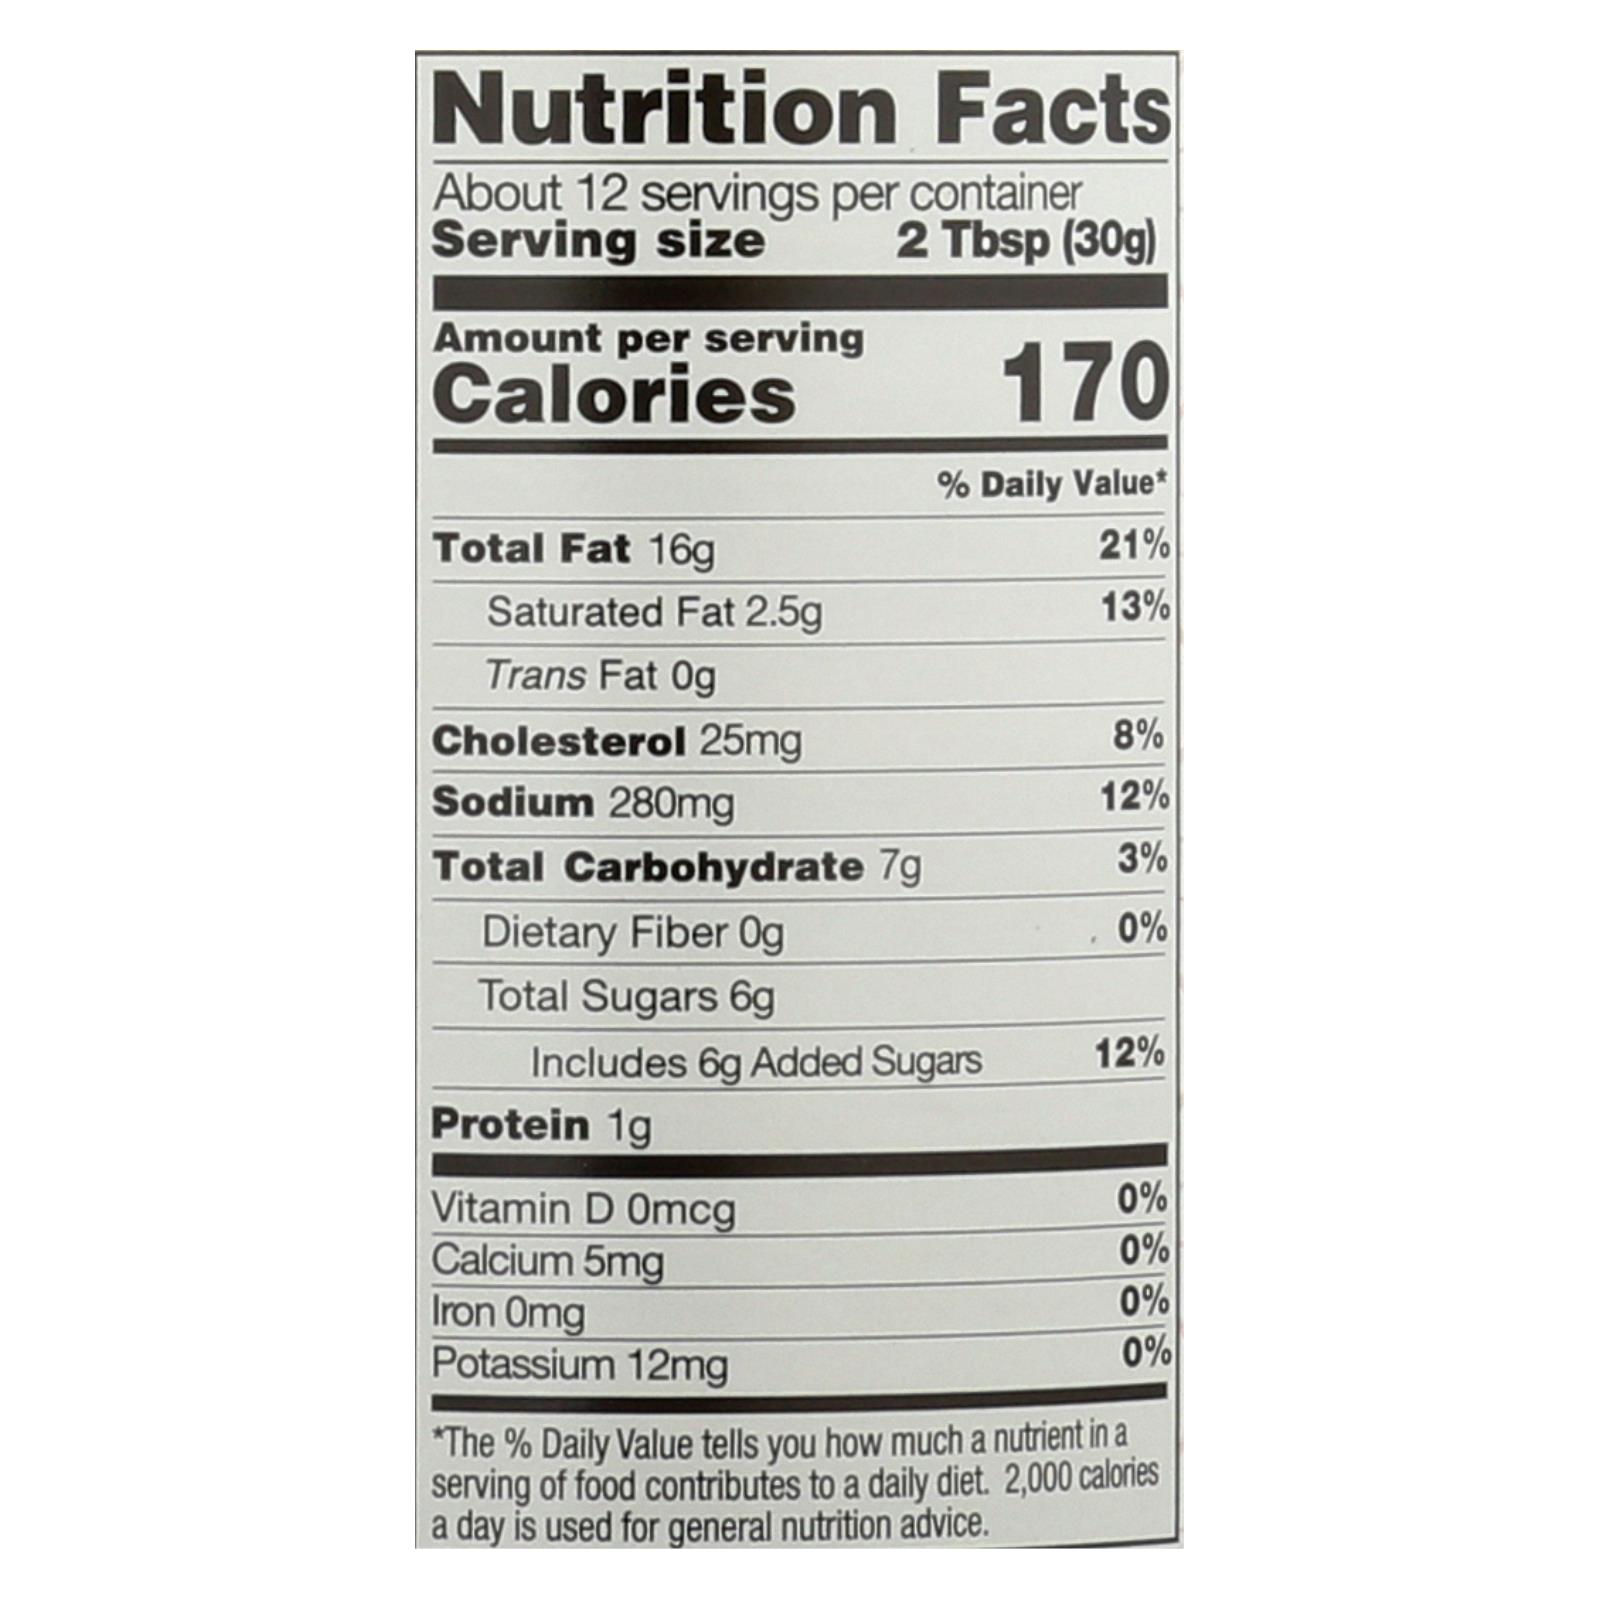 Nutrition Facts
About 12 servings per container
Serving size 2 Tbsp (30g)
Amount per serving
Calories 170
% Daily Value*
Total Fat 16g 21%
Saturated Fat 2.5g 13%
Trans Fat 0g
Cholesterol 25mg 8%
Sodium 280mg 12%
Total Carbohydrate 7g 3%
Dietary Fiber 0g 0%
Total Sugars 6g
Includes 6g Added Sugars 12%
Protein 1g
Vitamin D 0mcg 0%
Calcium 5mg 0%
Iron 0mg 0%
Potassium 12mg 0%
*The % Daily Value tells you how much a nutrient in a
serving of food contributes to a daily diet. 2,000 calories
a day is used for general nutrition advice.